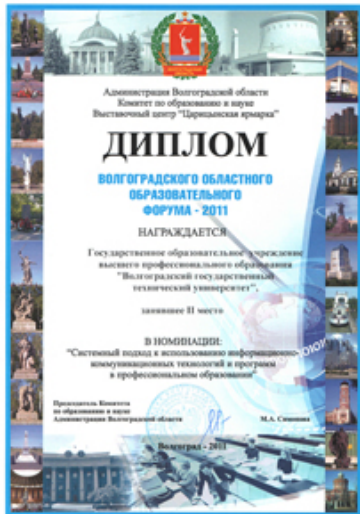 Администрация Волгоградской области
Комитет по образованию и науке
Выставочный центр "Царицынская ярмарка"
ДИПЛОМ
ВОЛГОГРАДСКОГО ОБЛАСТНОГО
ОБРАЗОВАТЕЛЬНОГО
ФОРУМА - 2011
НАГРАЖДАЕТСЯ
Государственное образовательное учреждение
высшего профессионального образования
"Волгоградский государственный
технический университет",
занявшее II место
В НОМИНАЦИИ:
"Системный подход к использованию информационно-
коммуникационных технологий и программ
в профессиональном образовании"
Председатель Комитета
по образованию и науке
Администрации Волгоградской области
М.А. Симонова
Волгоград - 2011